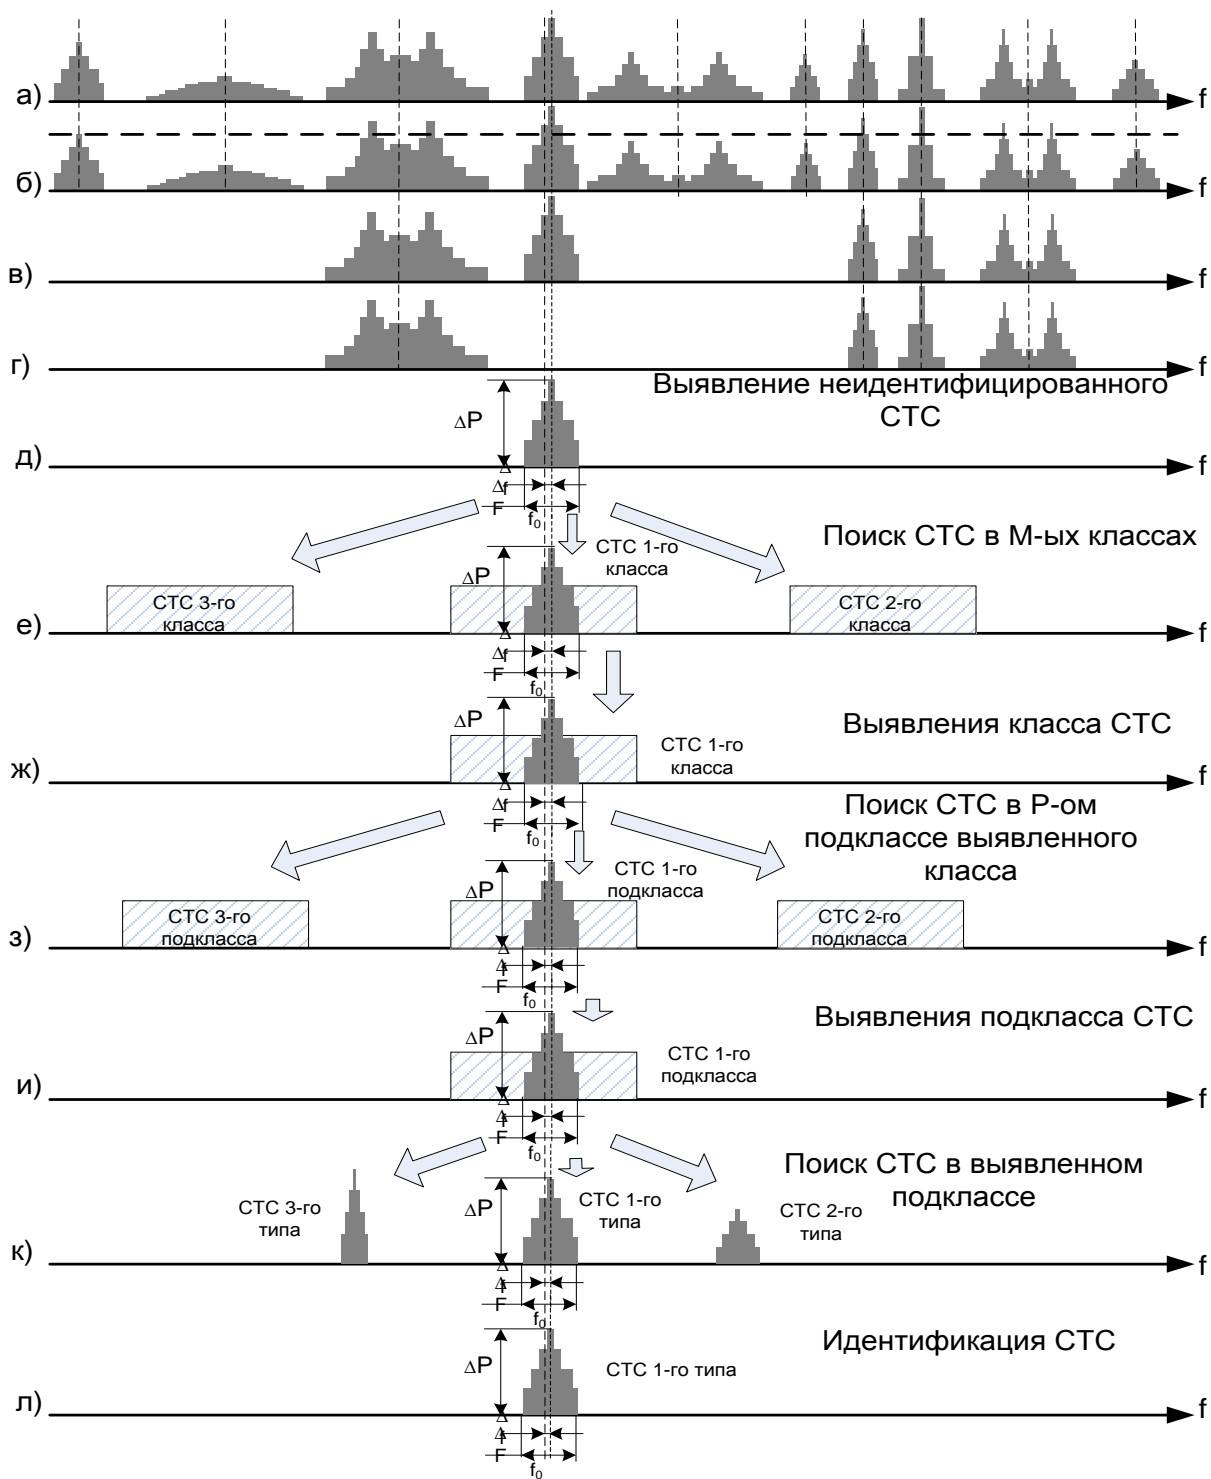 а)
f
б)
f
в)
f
г)
f
Выявление неидентифицированного
СТС
ΔP
д)
f
Δ
Δf
F
f₀
Поиск СТС в М-ых классах
СТС 1-го
класса
ΔP
СТС 3-го
класса
СТС 2-го
класса
е)
f
Δ
Δf
F
f₀
Выявления класса СТС
ΔP
СТС 1-го
класса
ж)
f
Δ
Δf
F
f₀
Поиск СТС в Р-ом
подклассе выявленного
класса
СТС 1-го
подкласса
ΔP
СТС 3-го
подкласса
СТС 2-го
подкласса
з)
f
Δ
Δf
F
f₀
Выявления подкласса СТС
ΔP
СТС 1-го
подкласса
и)
f
Δ
Δf
F
f₀
Поиск СТС в выявленном
подклассе
СТС 3-го
типа
ΔP
СТС 1-го
типа
СТС 2-го
типа
к)
f
Δ
Δf
F
f₀
Идентификация СТС
ΔP
СТС 1-го типа
л)
f
Δ
Δf
F
f₀